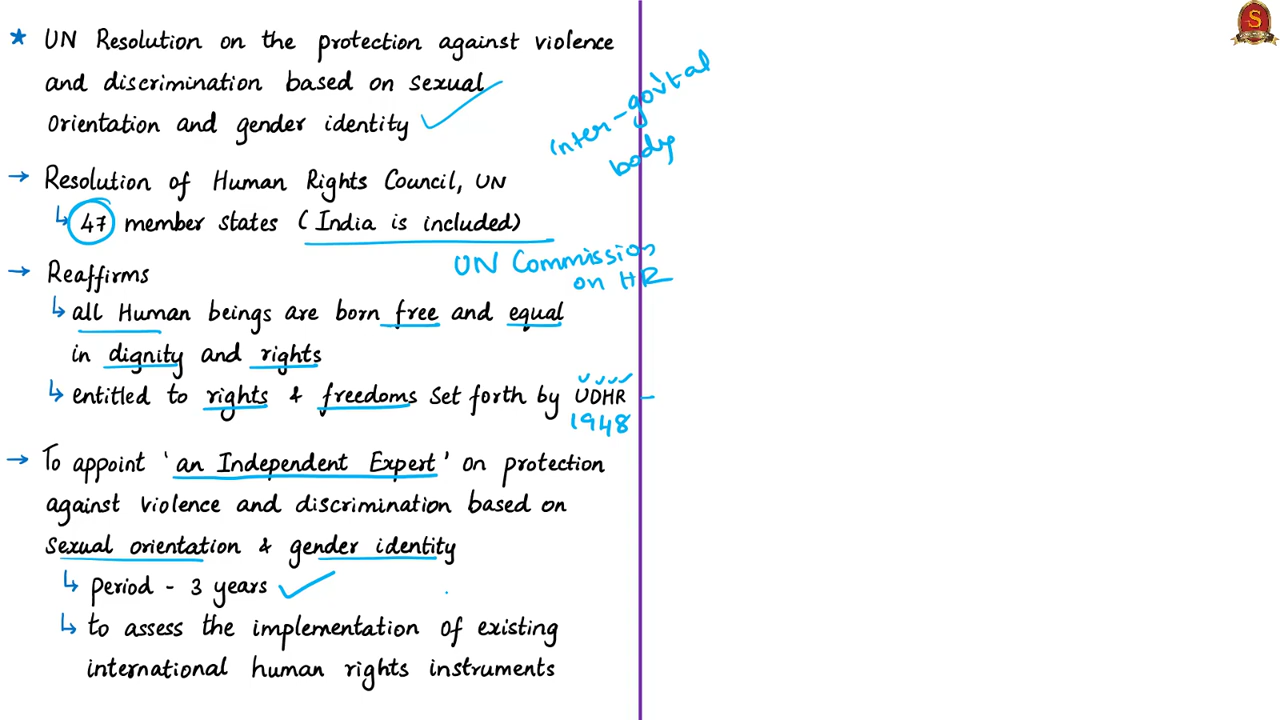 * UN Resolution on the protection against violence
and discrimination based on sexual
orientation and gender identity
inter-gov'tal
body
→ Resolution of Human Rights Council, UN
↳ 47 member states (India is included)
UN Commission
on HR
→ Reaffirms
↳ all Human beings are born free and equal
in dignity and rights
↳ entitled to rights & freedoms set forth by UDHR -
1948
→ To appoint 'an Independent Expert' on protection
against violence and discrimination based on
sexual orientation & gender identity
↳ period - 3 years
↳ to assess the implementation of existing
international human rights instruments
S